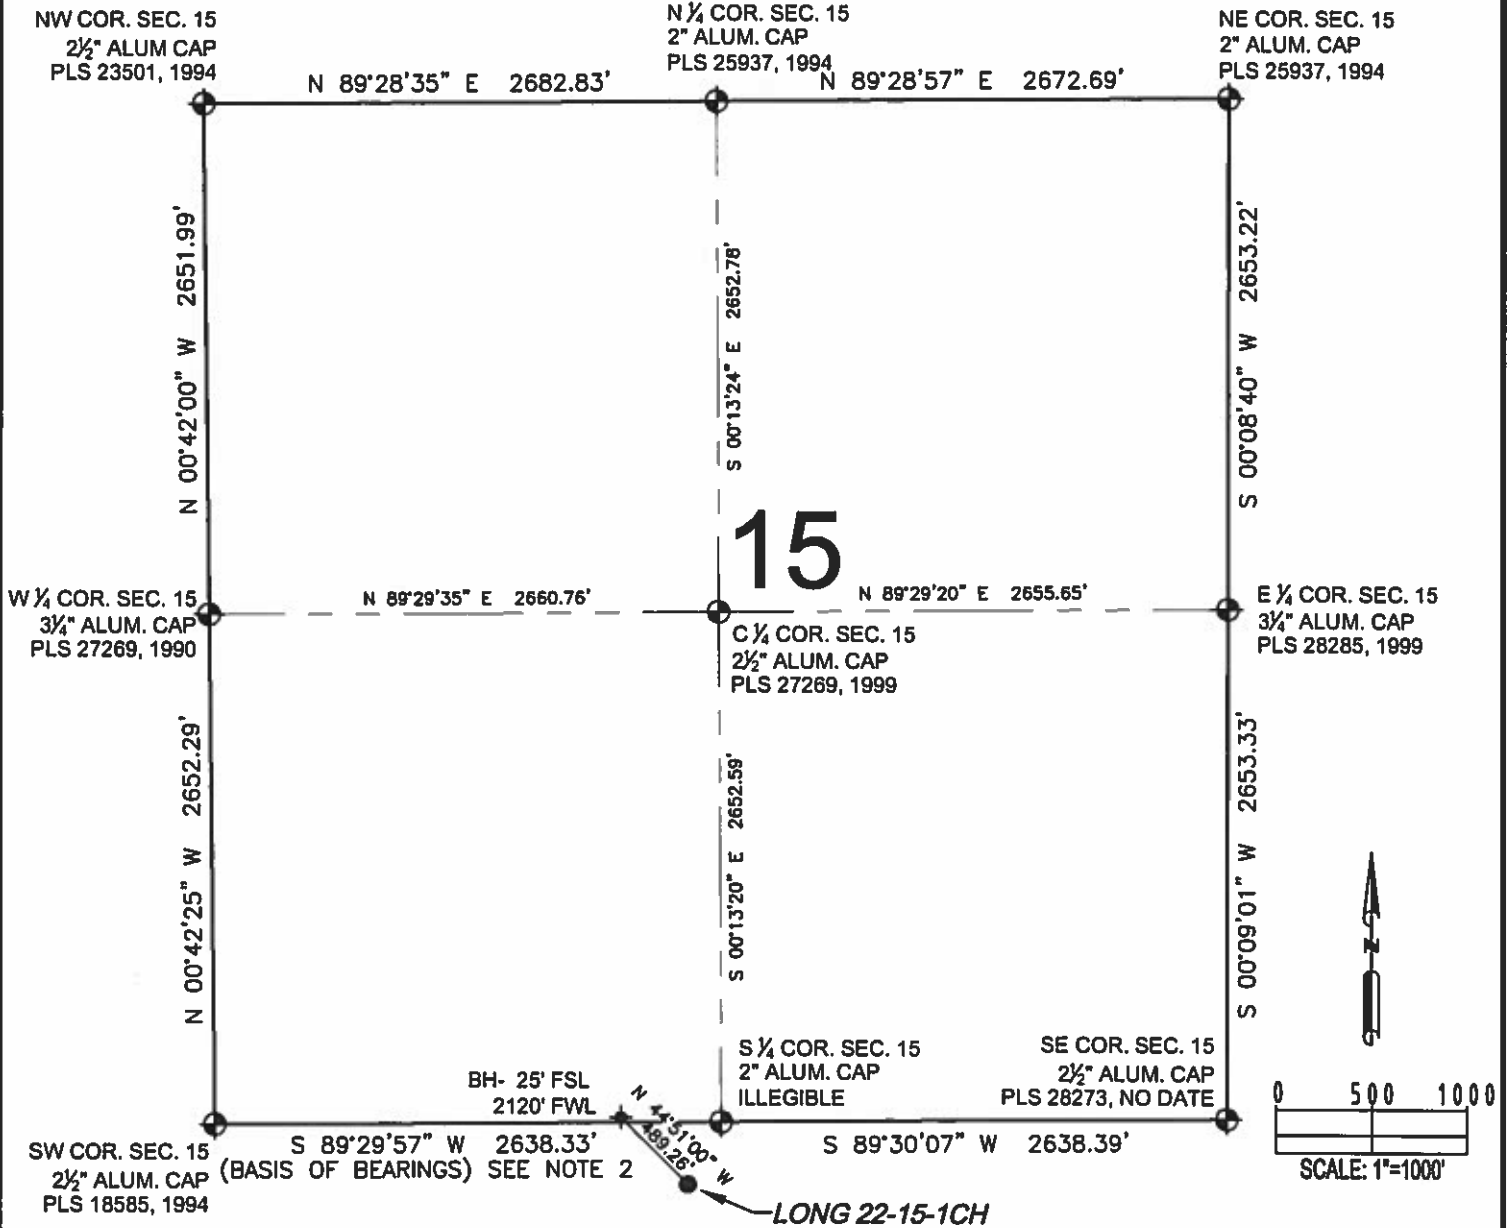 NW COR. SEC. 15
2½" ALUM CAP
PLS 23501, 1994
N ¼ COR. SEC. 15
2" ALUM. CAP
PLS 25937, 1994
NE COR. SEC. 15
2" ALUM. CAP
PLS 25937, 1994
N 89°28'35" E 2682.83'
N 89°28'57" E 2672.69'
N 00°42'00" W 2651.99'
S 00°13'24" E 2652.78'
S 00°08'40" W 2653.22'
15
W ¼ COR. SEC. 15
3¼" ALUM. CAP
PLS 27269, 1990
N 89°29'35" E 2660.76'
N 89°29'20" E 2655.65'
C ¼ COR. SEC. 15
2½" ALUM. CAP
PLS 27269, 1999
E ¼ COR. SEC. 15
3¼" ALUM. CAP
PLS 28285, 1999
N 00°42'25" W 2652.29'
S 00°13'20" E 2652.59'
S 00°09'01" W 2653.33'
N
BH- 25' FSL
2120' FWL
N 44°51'00" W
489.26'
S ¼ COR. SEC. 15
2" ALUM. CAP
ILLEGIBLE
SE COR. SEC. 15
2½" ALUM. CAP
PLS 28273, NO DATE
SW COR. SEC. 15
2½" ALUM. CAP
PLS 18585, 1994
S 89°29'57" W 2638.33'
(BASIS OF BEARINGS) SEE NOTE 2
S 89°30'07" W 2638.39'
LONG 22-15-1CH
0 500 1000
SCALE: 1"=1000'